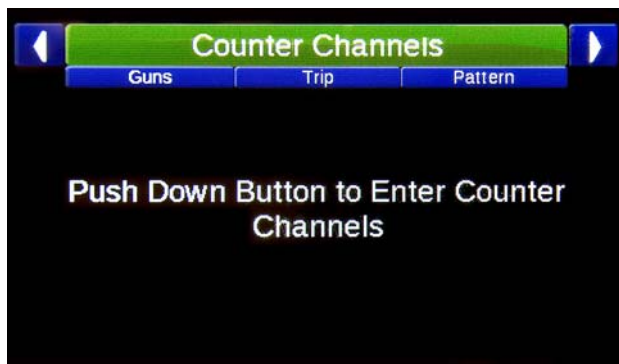 Counter Channels
Guns Trip Pattern
Push Down Button to Enter Counter
Channels